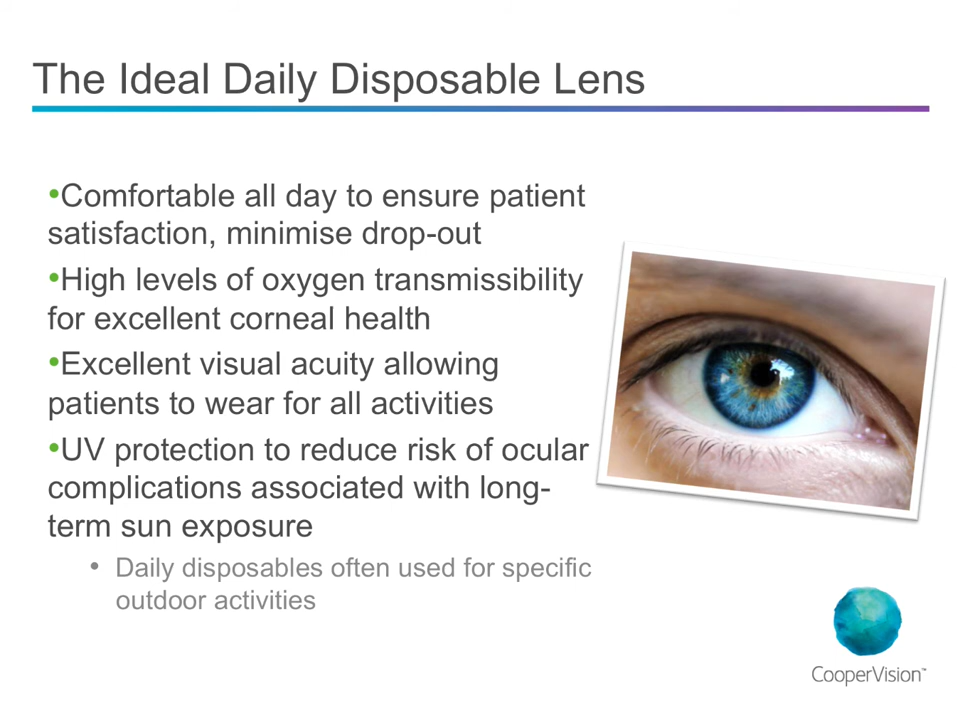 The Ideal Daily Disposable Lens
•Comfortable all day to ensure patient
satisfaction, minimise drop-out
•High levels of oxygen transmissibility
for excellent corneal health
•Excellent visual acuity allowing
patients to wear for all activities
•UV protection to reduce risk of ocular
complications associated with long-
term sun exposure
• Daily disposables often used for specific
outdoor activities
CooperVision™